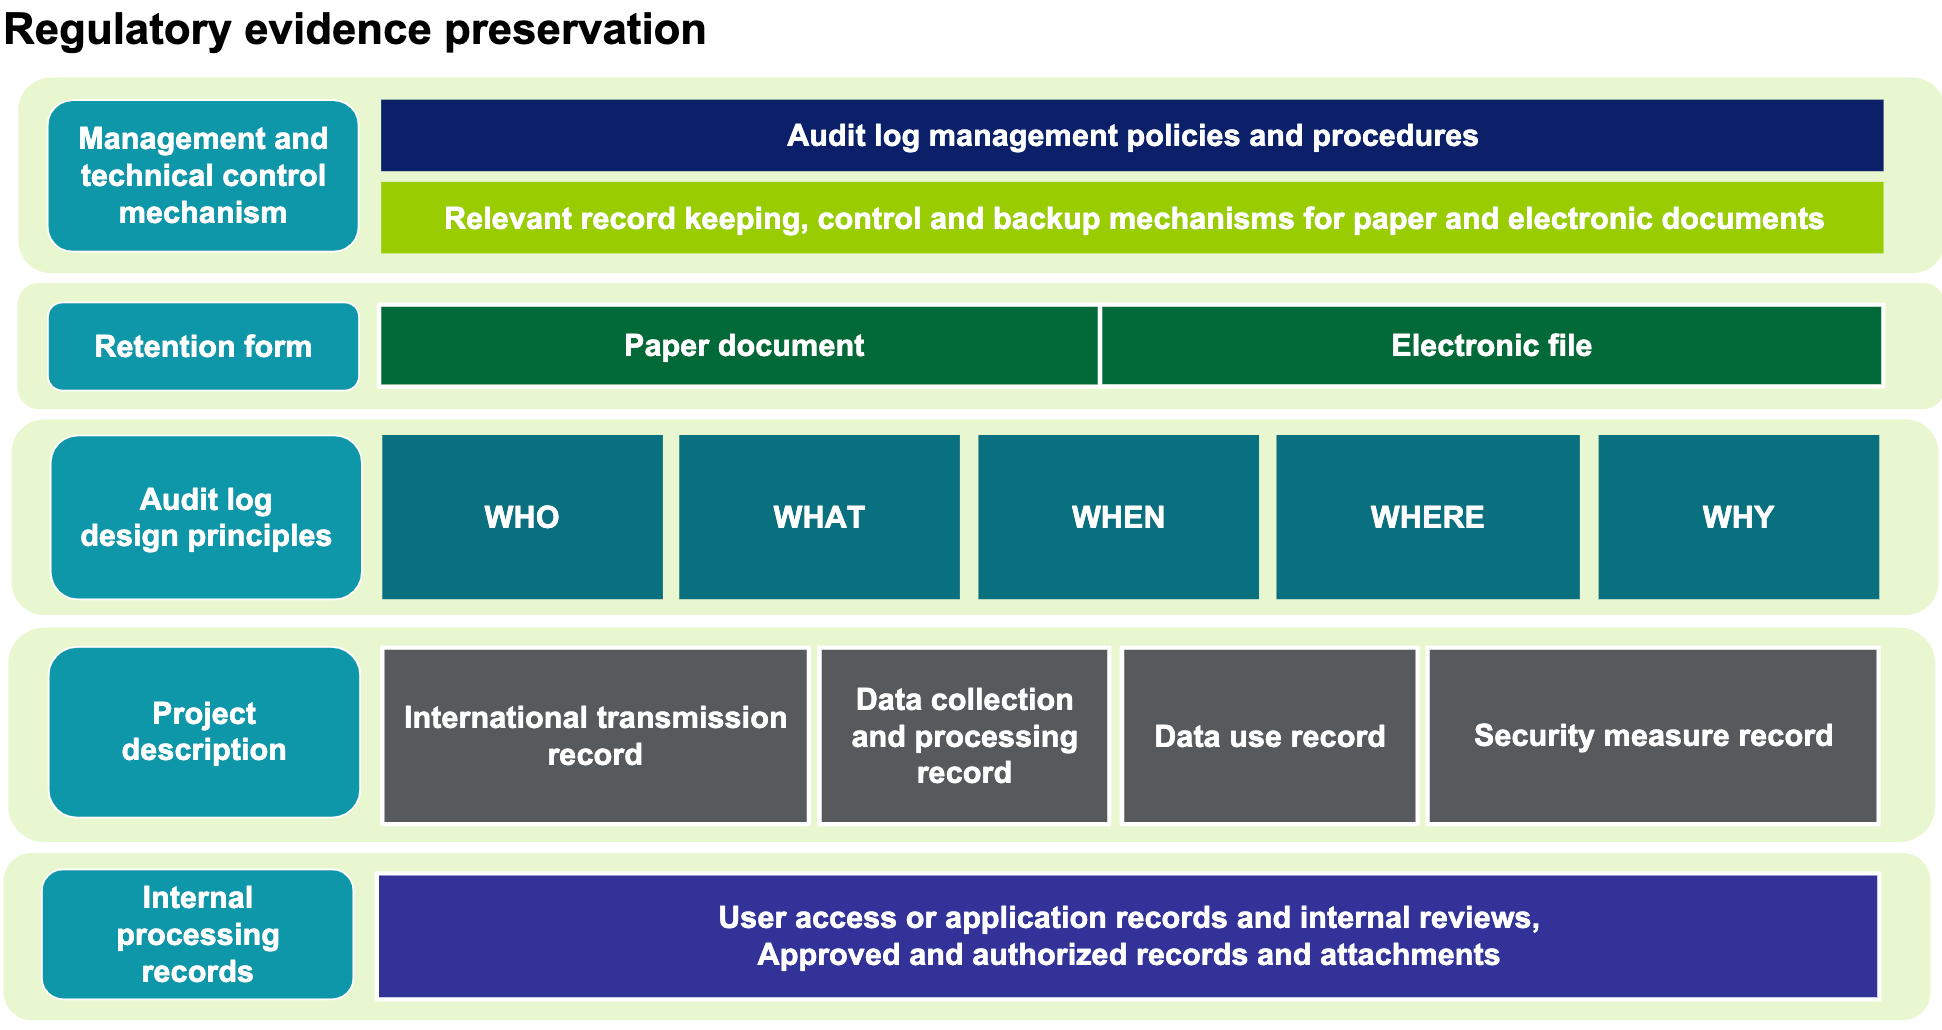 Regulatory evidence preservation
Management and
technical control
mechanism
Audit log management policies and procedures
Relevant record keeping, control and backup mechanisms for paper and electronic documents
Retention form
Paper document
Electronic file
Audit log
design principles
WHO
WHAT
WHEN
WHERE
WHY
Project
description
International transmission
record
Data collection
and processing
record
Data use record
Security measure record
Internal
processing
records
User access or application records and internal reviews,
Approved and authorized records and attachments